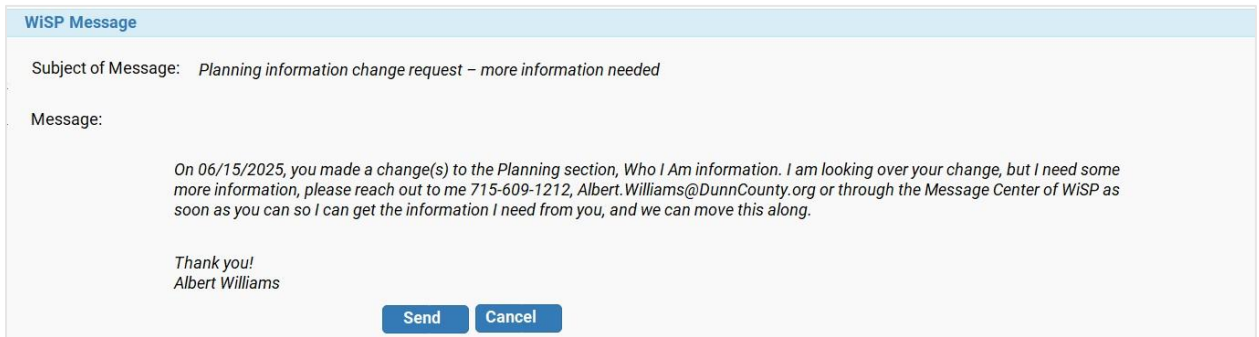 WiSP Message
Subject of Message: Planning information change request – more information needed
Message:
On 06/15/2025, you made a change(s) to the Planning section, Who I Am information. I am looking over your change, but I need some
more information, please reach out to me 715-609-1212, Albert.Williams@DunnCounty.org or through the Message Center of WiSP as
soon as you can so I can get the information I need from you, and we can move this along.
Thank you!
Albert Williams
Send Cancel